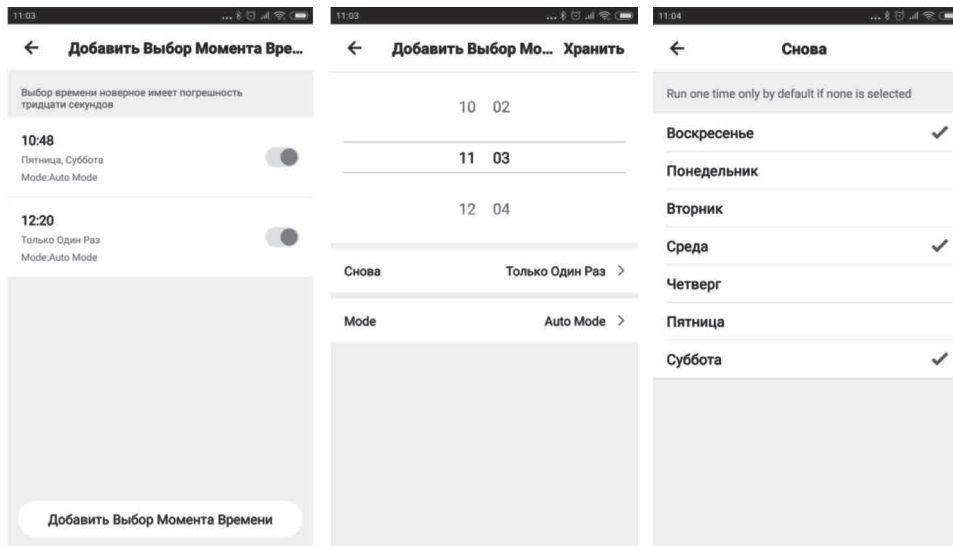 11:03
Добавить Выбор Момента Вре...
Выбор времени новерное имеет погрешность
тридцати секундов
10:48
Пятница, Суббота
Mode:Auto Mode
12:20
Только Один Раз
Mode:Auto Mode
Добавить Выбор Момента Времени
11:03
Добавить Выбор Мо... Хранить
10 02
11 03
12 04
Снова Только Один Раз
Mode Auto Mode
11:04
Снова
Run one time only by default if none is selected
Воскресенье
Понедельник
Вторник
Среда
Четверг
Пятница
Суббота